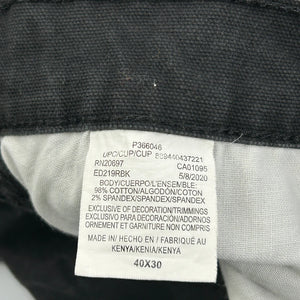 P366046
UPC/CUP/CUP
RN20697 CA01095
ED219RBK 5/8/2020
BODY/CUERPO/L'ENSEMBLE:
98% COTTON/ALGODÓN/COTON
2% SPANDEX/SPANDEX/SPANDEX
EXCLUSIVE OF DECORATION/TRIMMINGS
EXCLUSIVO PARA DECORACIÓN/ADORNOS
ORNEMENT ET GARNITURE NON COMPRIS
MADE IN/ HECHO EN / FABRIQUÉ AU
KENYA/KENIA/KENYA
40X30